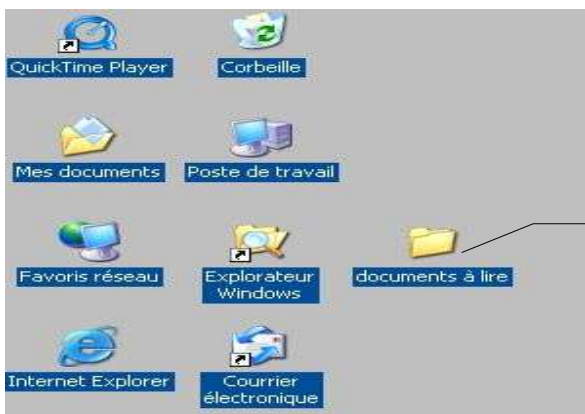 QuickTime Player
Corbeille
Mes documents
Poste de travail
Favoris réseau
Explorateur
Windows
documents à lire
Internet Explorer
Courrier
électronique